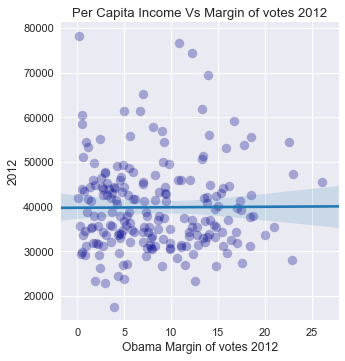 Per Capita Income Vs Margin of votes 2012
80000
70000
60000
50000
40000
30000
20000
2012
0 5 10 15 20 25
Obama Margin of votes 2012